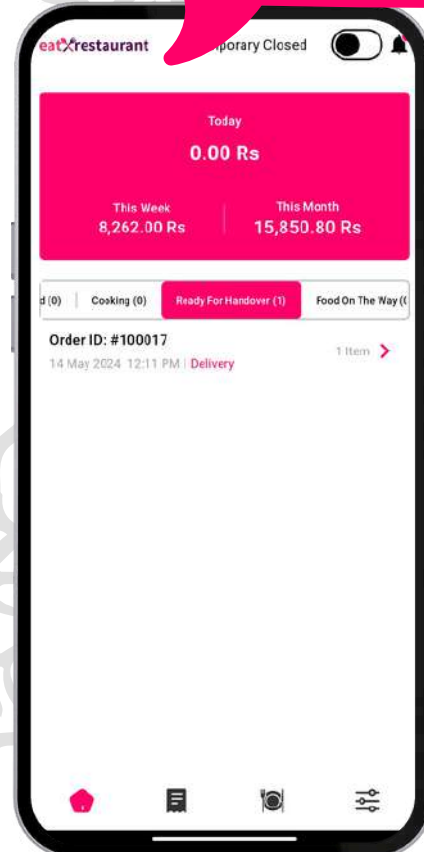 eatXrestaurant
porary Closed
Today
0.00 Rs
This Week
This Month
8,262.00 Rs
15,850.80 Rs
d (0) Cooking (0) Ready For Handover (1) Food On The Way (0
Order ID: #100017
1 Item
14 May 2024 12:11 PM | Delivery